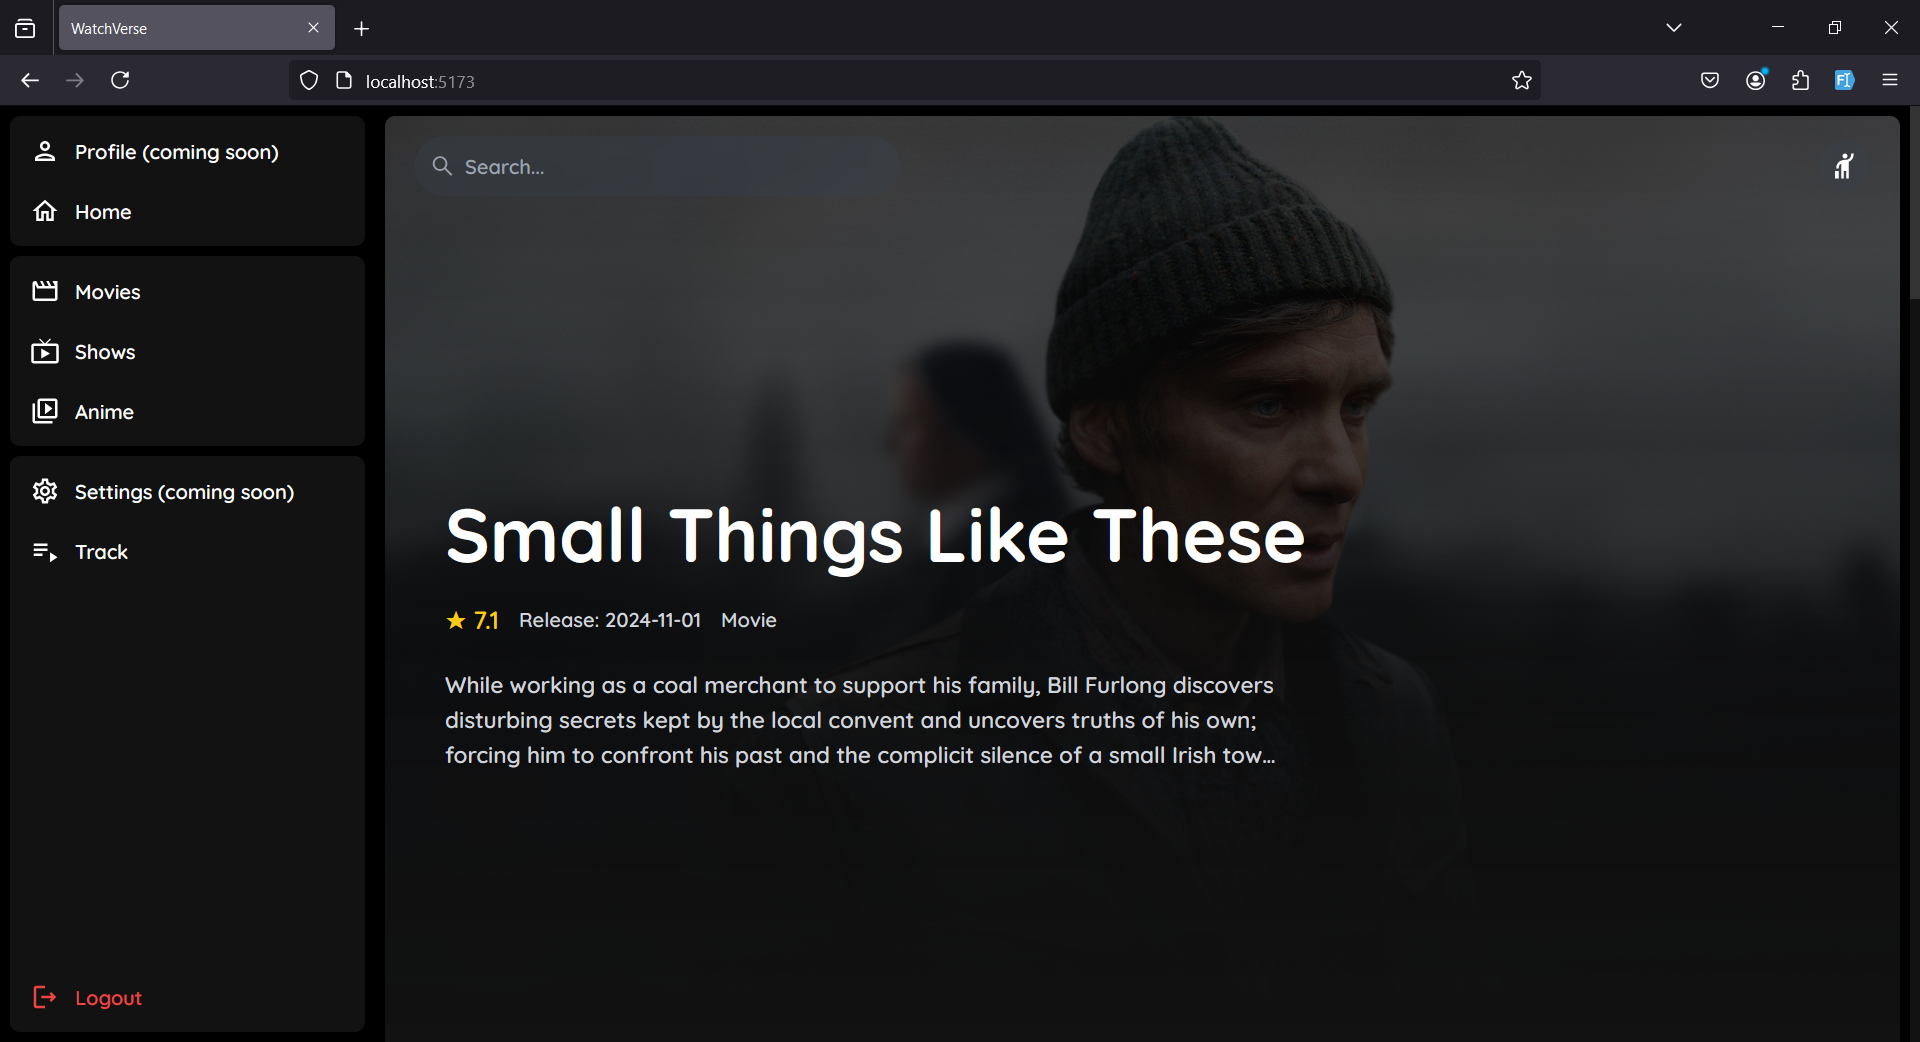 WatchVerse
localhost:5173
Profile (coming soon)
Home
Movies
Shows
Anime
Settings (coming soon)
Track
Logout
Search...
Small Things Like These
★ 7.1 Release: 2024-11-01 Movie
While working as a coal merchant to support his family, Bill Furlong discovers
disturbing secrets kept by the local convent and uncovers truths of his own;
forcing him to confront his past and the complicit silence of a small Irish tow...